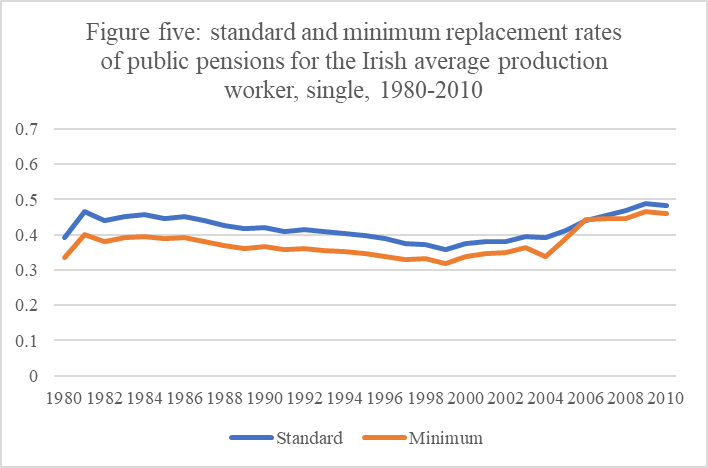 Figure five: standard and minimum replacement rates
of public pensions for the Irish average production
worker, single, 1980-2010
0.7
0.6
0.5
0.4
0.3
0.2
0.1
0
1980 1982 1984 1986 1988 1990 1992 1994 1996 1998 2000 2002 2004 2006 2008 2010
Standard Minimum